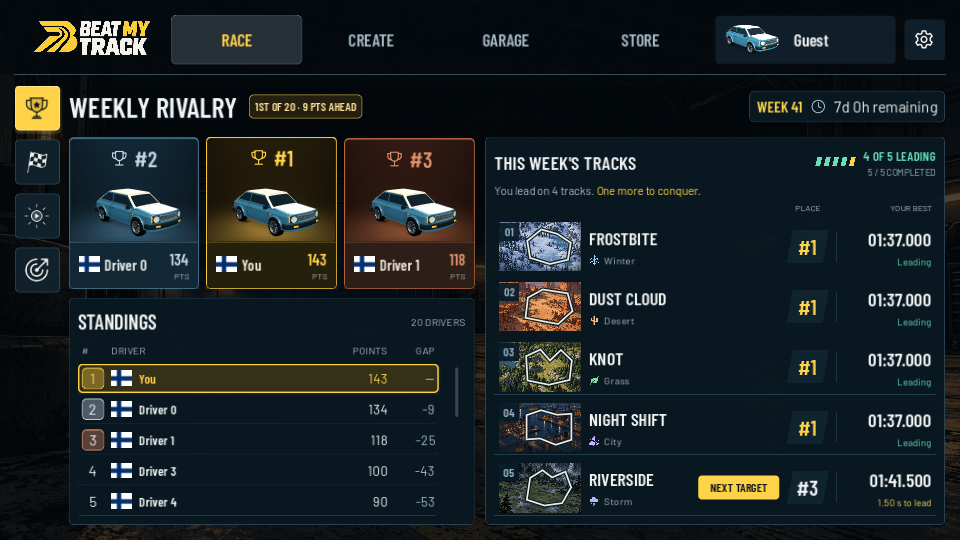 BEAT MY
TRACK
RACE
CREATE
GARAGE
STORE
Guest
WEEKLY RIVALRY
1ST OF 20 · 9 PTS AHEAD
WEEK 41
7d 0h remaining
#2
Driver 0
134
PTS
#1
You
143
PTS
#3
Driver 1
118
PTS
STANDINGS
20 DRIVERS
# DRIVER POINTS GAP
1 You 143 –
2 Driver 0 134 -9
3 Driver 1 118 -25
4 Driver 3 100 -43
5 Driver 4 90 -53
THIS WEEK'S TRACKS
4 OF 5 LEADING
5 / 5 COMPLETED
You lead on 4 tracks. One more to conquer.
PLACE YOUR BEST
01 FROSTBITE #1 01:37.000
Winter Leading
02 DUST CLOUD #1 01:37.000
Desert Leading
03 KNOT #1 01:37.000
Grass Leading
04 NIGHT SHIFT #1 01:37.000
City Leading
05 RIVERSIDE NEXT TARGET #3 01:41.500
Storm 1.50 s to lead